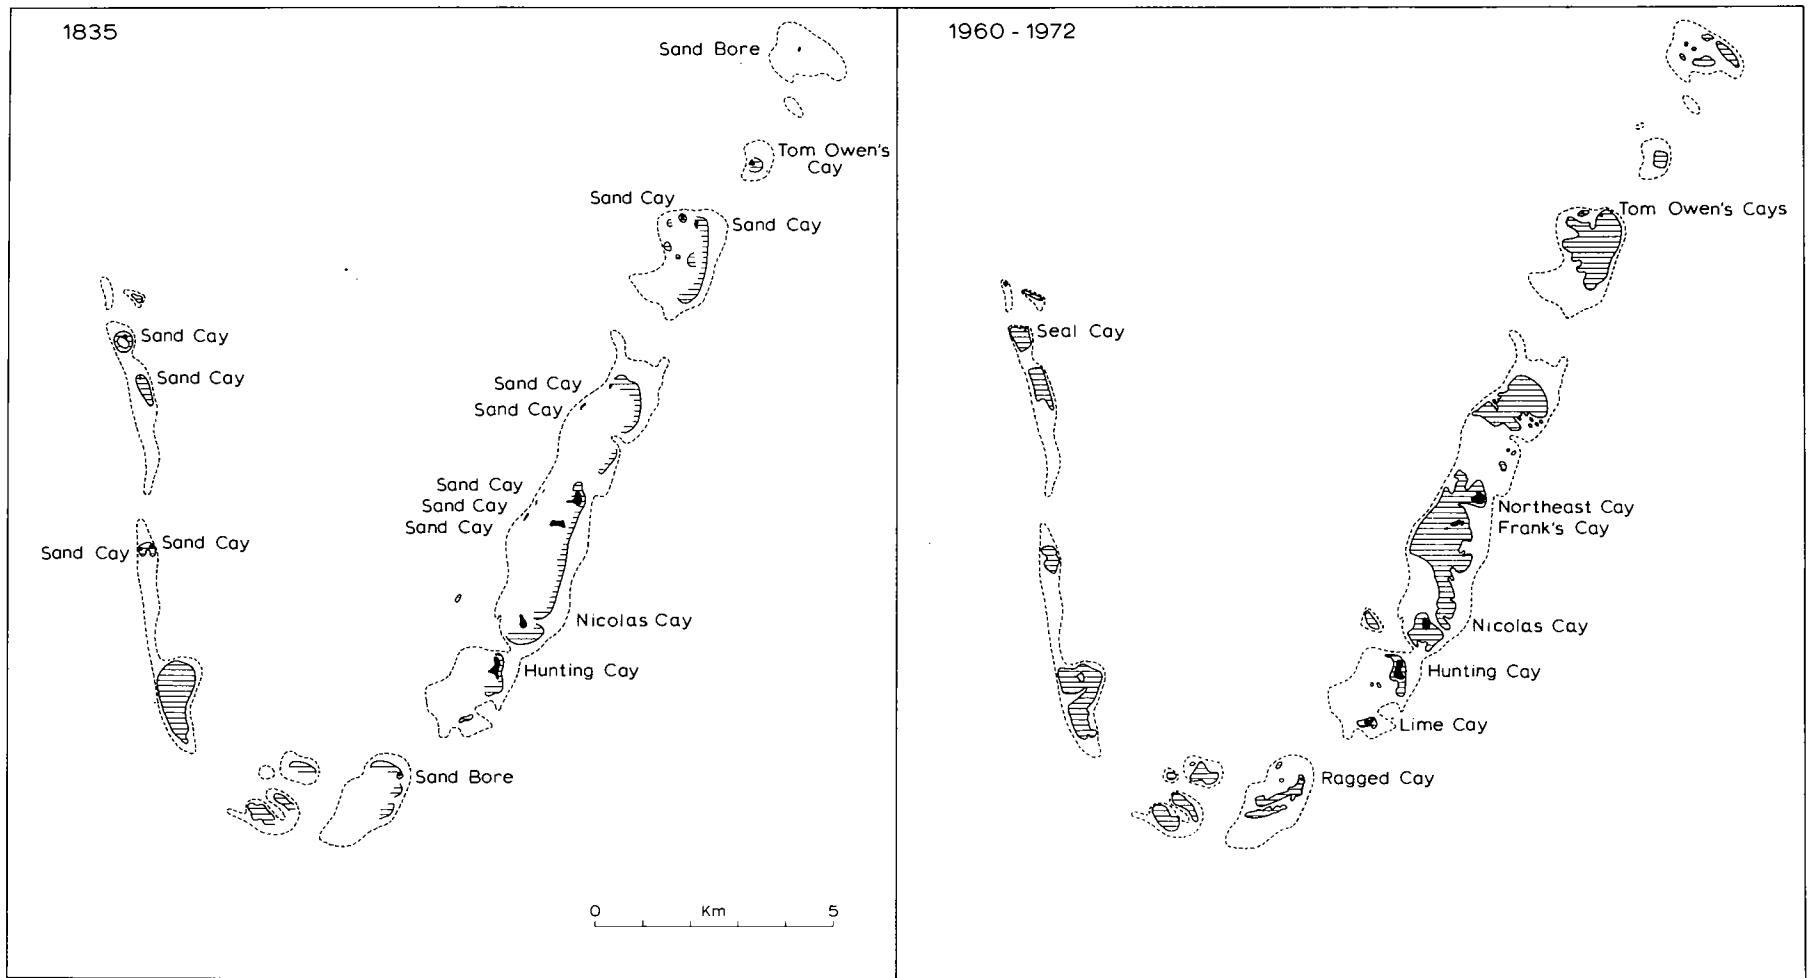 1835
Sand Bore
Tom Owen's
Cay
Sand Cay
Sand Cay
Sand Cay
Sand Cay
Sand Cay
Sand Cay
Sand Cay
Sand Cay
Sand Cay
Sand Cay
Sand Cay
Nicolas Cay
Hunting Cay
Sand Bore
0 Km 5
1960 - 1972
Tom Owen's Cays
Seal Cay
Northeast Cay
Frank's Cay
Nicolas Cay
Hunting Cay
Lime Cay
Ragged Cay